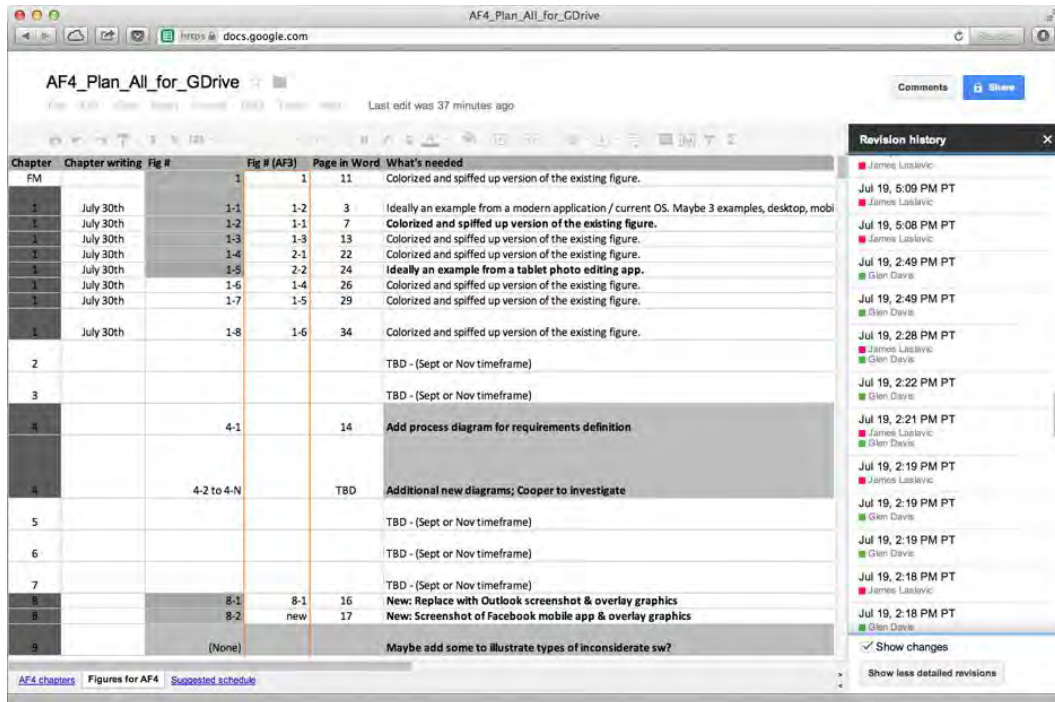 AF4_Plan_All_for_GDrive
https docs.google.com
AF4_Plan_All_for_GDrive
Comments
Share
Last edit was 37 minutes ago
Revision history
Chapter Chapter writing Fig # Fig # (AF3) Page in Word What's needed
FM 1 1 11 Colorized and spiffed up version of the existing figure.
1 July 30th 1-1 1-2 3 Ideally an example from a modern application / current OS. Maybe 3 examples, desktop, mobi
1 July 30th 1-2 1-1 7 Colorized and spiffed up version of the existing figure.
1 July 30th 1-3 1-3 13 Colorized and spiffed up version of the existing figure.
1 July 30th 1-4 2-1 22 Colorized and spiffed up version of the existing figure.
1 July 30th 1-5 2-2 24 Ideally an example from a tablet photo editing app.
1 July 30th 1-6 1-4 26 Colorized and spiffed up version of the existing figure.
1 July 30th 1-7 1-5 29 Colorized and spiffed up version of the existing figure.
1 July 30th 1-8 1-6 34 Colorized and spiffed up version of the existing figure.
2 TBD - (Sept or Nov timeframe)
3 TBD - (Sept or Nov timeframe)
4 4-1 14 Add process diagram for requirements definition
4 4-2 to 4-N TBD Additional new diagrams; Cooper to investigate
5 TBD - (Sept or Nov timeframe)
6 TBD - (Sept or Nov timeframe)
7 TBD - (Sept or Nov timeframe)
8 8-1 8-1 16 New: Replace with Outlook screenshot & overlay graphics
8 8-2 new 17 New: Screenshot of Facebook mobile app & overlay graphics
9 (None) Maybe add some to illustrate types of inconsiderate sw?
James Laslavic
Jul 19, 5:09 PM PT
James Laslavic
Jul 19, 5:08 PM PT
James Laslavic
Jul 19, 2:49 PM PT
Glen Davis
Jul 19, 2:49 PM PT
Glen Davis
Jul 19, 2:28 PM PT
James Laslavic
Glen Davis
Jul 19, 2:22 PM PT
Glen Davis
Jul 19, 2:21 PM PT
James Laslavic
Glen Davis
Jul 19, 2:19 PM PT
James Laslavic
Jul 19, 2:19 PM PT
Glen Davis
Jul 19, 2:19 PM PT
Glen Davis
Jul 19, 2:18 PM PT
James Laslavic
Jul 19, 2:18 PM PT
Glen Davis
Show changes
Show less detailed revisions
AF4 chapters Figures for AF4 Suggested schedule